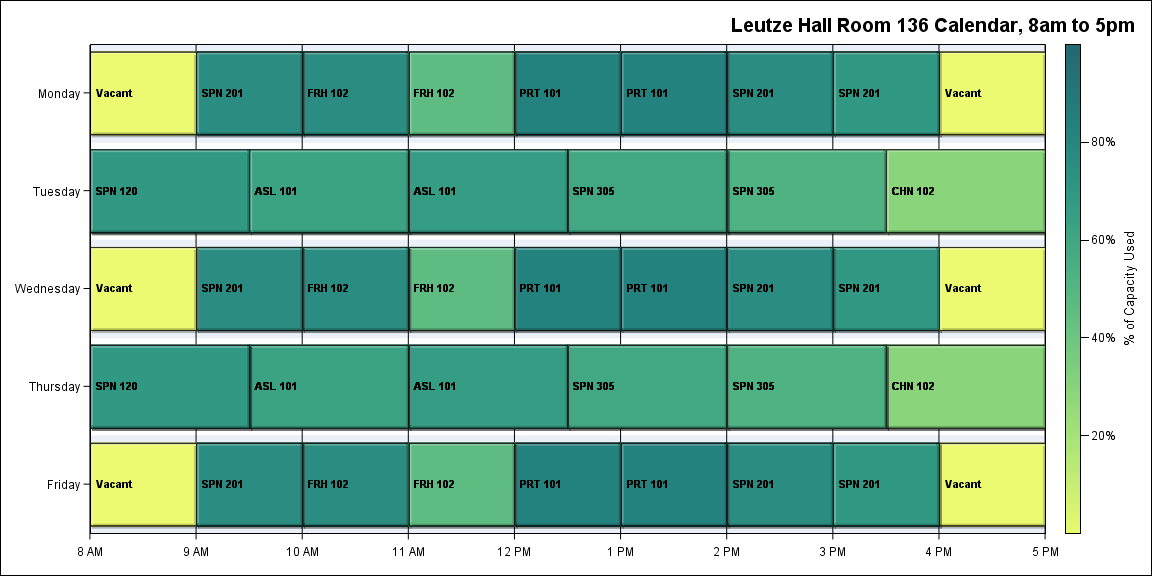 Leutze Hall Room 136 Calendar, 8am to 5pm
Monday
Vacant
SPN 201
FRH 102
FRH 102
PRT 101
PRT 101
SPN 201
SPN 201
Vacant
Tuesday
SPN 120
ASL 101
ASL 101
SPN 305
SPN 305
CHN 102
Wednesday
Vacant
SPN 201
FRH 102
FRH 102
PRT 101
PRT 101
SPN 201
SPN 201
Vacant
Thursday
SPN 120
ASL 101
ASL 101
SPN 305
SPN 305
CHN 102
Friday
Vacant
SPN 201
FRH 102
FRH 102
PRT 101
PRT 101
SPN 201
SPN 201
Vacant
8 AM
9 AM
10 AM
11 AM
12 PM
1 PM
2 PM
3 PM
4 PM
5 PM
80%
60%
40%
20%
% of Capacity Used